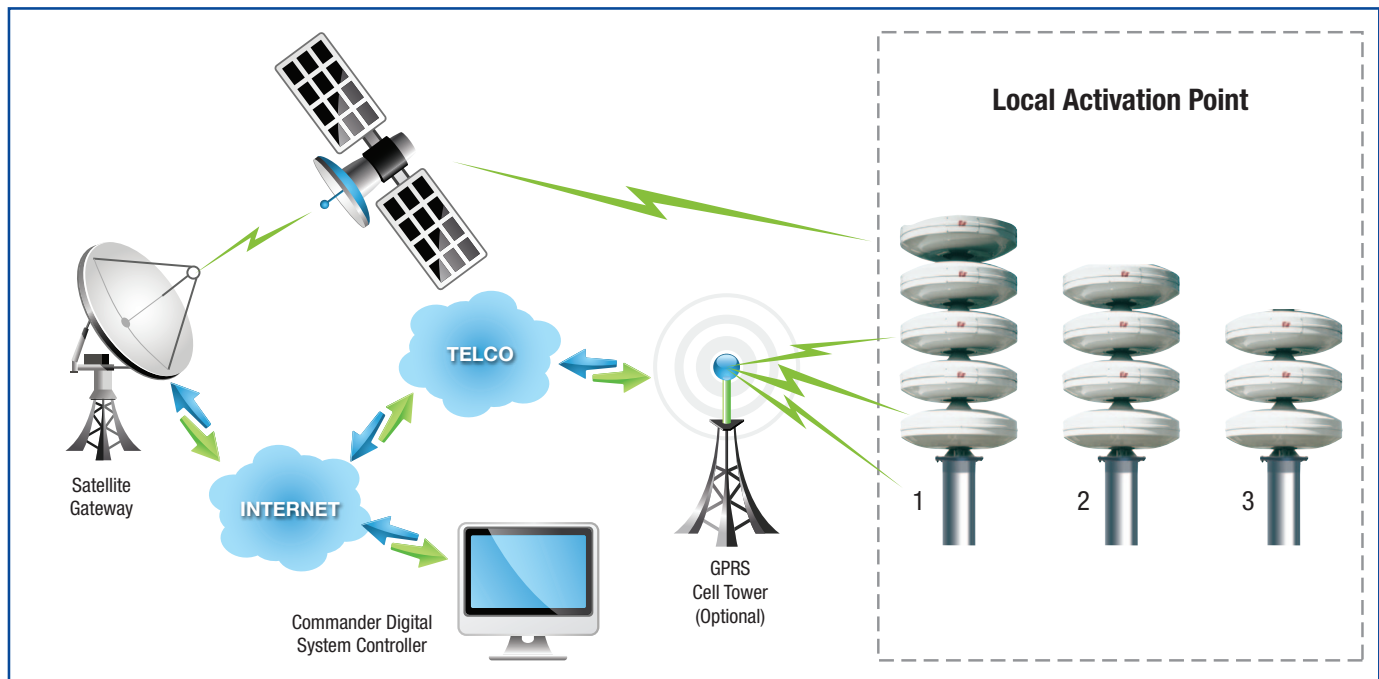 Local Activation Point
TELCO
Satellite
Gateway
INTERNET
1
2
3
GPRS
Cell Tower
(Optional)
Commander Digital
System Controller